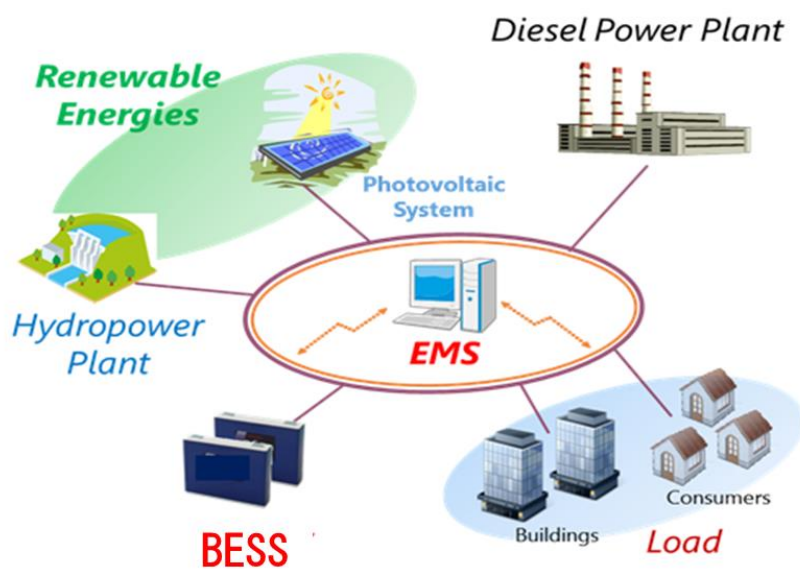 Diesel Power Plant
Renewable
Energies
Photovoltaic
System
Hydropower
Plant
EMS
Consumers
Buildings
Load
BESS